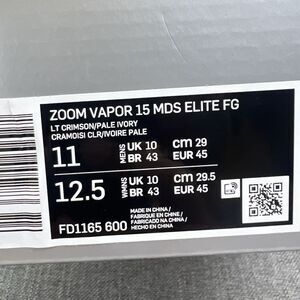 ZOOM VAPOR 15 MDS ELITE FG
LT CRIMSON/PALE IVORY
CRAMOISI CLR/IVOIRE PALE
11 MENS UK 10 cm 29
BR 43 EUR 45
12.5 WMNS UK 10 cm 29.5
BR 43 EUR 45
MADE IN CHINA /
FABRIQUÉ EN CHINE /
FABRICADO NA CHINA /
HECHO EN CHINA
FD1165 600